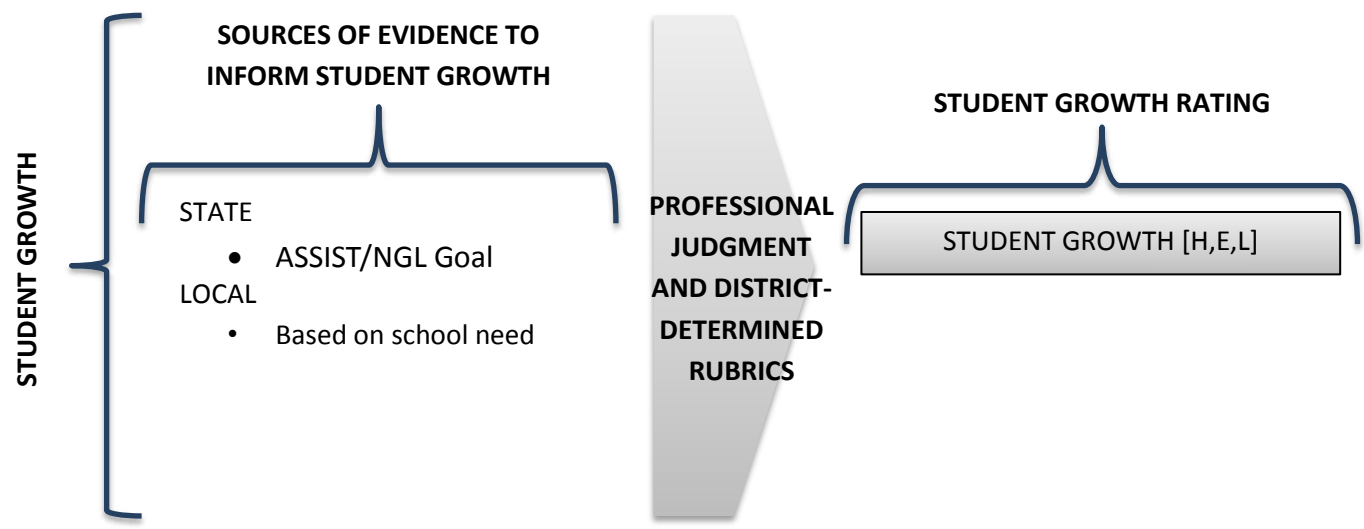 STUDENT GROWTH
SOURCES OF EVIDENCE TO
INFORM STUDENT GROWTH
STATE
● ASSIST/NGL Goal
LOCAL
• Based on school need
PROFESSIONAL
JUDGMENT
AND DISTRICT-
DETERMINED
RUBRICS
STUDENT GROWTH RATING
STUDENT GROWTH [H,E,L]